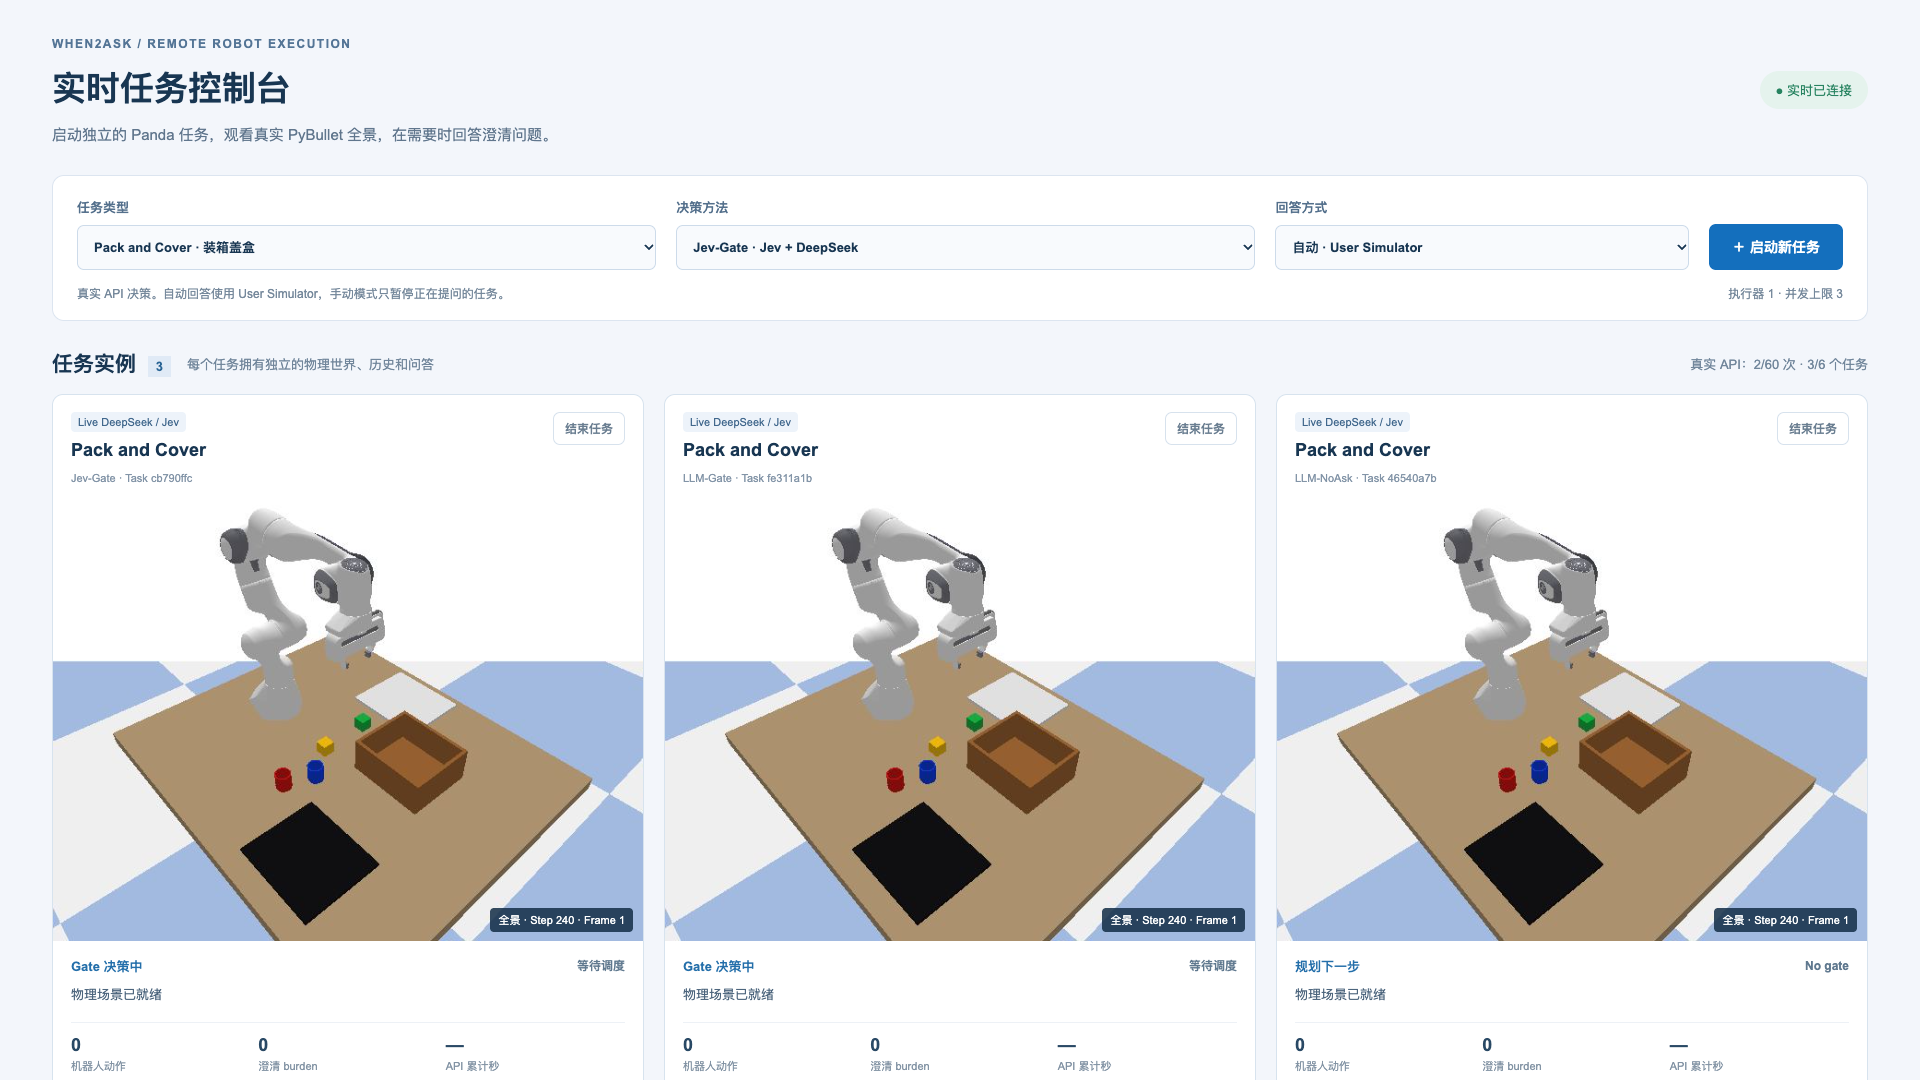 WHEN2ASK / REMOTE ROBOT EXECUTION
实时任务控制台
● 实时已连接
启动独立的 Panda 任务，观看真实 PyBullet 全景，在需要时回答澄清问题。
任务类型
决策方法
回答方式
Pack and Cover · 装箱盖盒
Jev-Gate · Jev + DeepSeek
自动 · User Simulator
+ 启动新任务
真实 API 决策。自动回答使用 User Simulator，手动模式只暂停正在提问的任务。
执行器 1 · 并发上限 3
任务实例 3 每个任务拥有独立的物理世界、历史和问答
真实 API：2/60 次 · 3/6 个任务
Live DeepSeek / Jev
结束任务
Pack and Cover
Jev-Gate · Task cb790ffc
全景 · Step 240 · Frame 1
Gate 决策中
等待调度
物理场景已就绪
0
机器人动作
0
澄清 burden
—
API 累计秒
Live DeepSeek / Jev
结束任务
Pack and Cover
LLM-Gate · Task fe311a1b
全景 · Step 240 · Frame 1
Gate 决策中
等待调度
物理场景已就绪
0
机器人动作
0
澄清 burden
—
API 累计秒
Live DeepSeek / Jev
结束任务
Pack and Cover
LLM-NoAsk · Task 46540a7b
全景 · Step 240 · Frame 1
规划下一步
No gate
物理场景已就绪
0
机器人动作
0
澄清 burden
—
API 累计秒